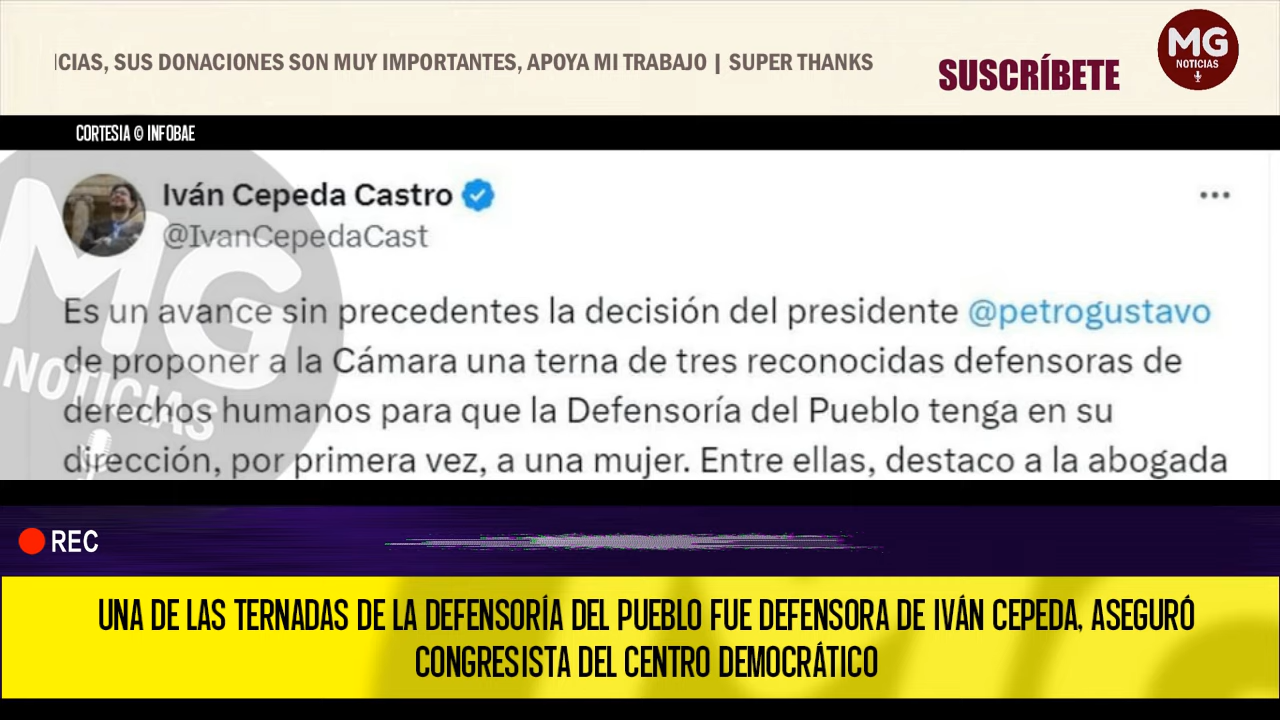 ICIAS, SUS DONACIONES SON MUY IMPORTANTES, APOYA MI TRABAJO | SUPER THANKS
SUSCRÍBETE
MG
NOTICIAS
CORTESIA © INFOBAE
Iván Cepeda Castro
@IvanCepedaCast
Es un avance sin precedentes la decisión del presidente @petrogustavo
de proponer a la Cámara una terna de tres reconocidas defensoras de
derechos humanos para que la Defensoría del Pueblo tenga en su
dirección, por primera vez, a una mujer. Entre ellas, destaco a la abogada
MG
NOTICIAS
REC
UNA DE LAS TERNADAS DE LA DEFENSORÍA DEL PUEBLO FUE DEFENSORA DE IVÁN CEPEDA, ASEGURÓ
CONGRESISTA DEL CENTRO DEMOCRÁTICO